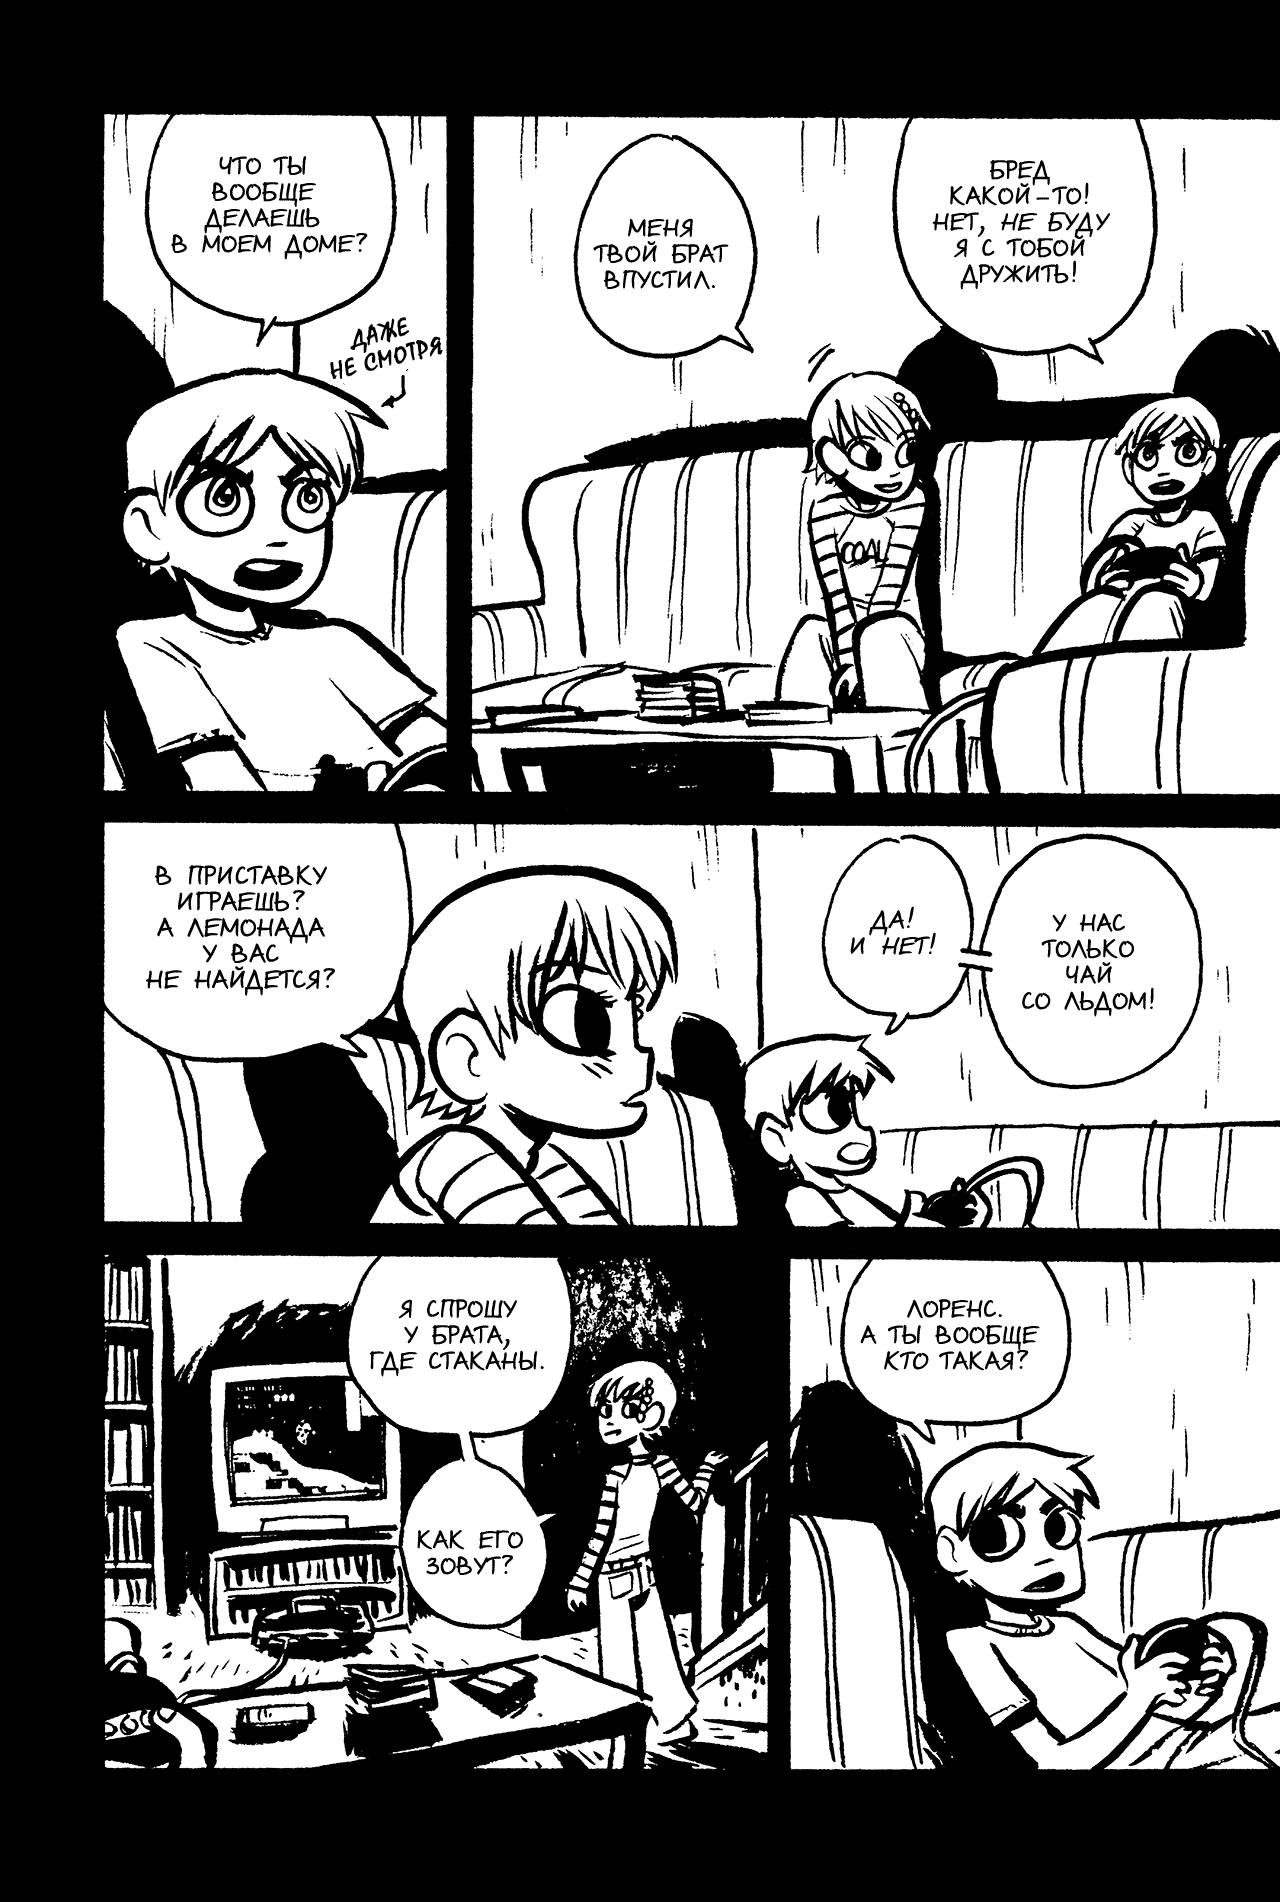 ЧТО ТЫ
ВООБЩЕ
ДЕЛАЕШЬ
В МОЕМ ДОМЕ?
ДАЖЕ
НЕ СМОТРЯ
МЕНЯ
ТВОЙ БРАТ
ВПУСТИЛ.
БРЕД
КАКОЙ-ТО!
НЕТ, НЕ БУДУ
Я С ТОБОЙ
ДРУЖИТЬ!
COAL
В ПРИСТАВКУ
ИГРАЕШЬ?
А ЛЕМОНАДА
У ВАС
НЕ НАЙДЕТСЯ?
ДА!
И НЕТ!
У НАС
ТОЛЬКО
ЧАЙ
СО ЛЬДОМ!
Я СПРОШУ
У БРАТА,
ГДЕ СТАКАНЫ.
КАК ЕГО
ЗОВУТ?
ЛОРЕНС.
А ТЫ ВООБЩЕ
КТО ТАКАЯ?